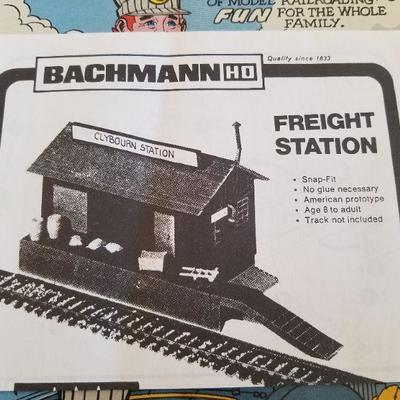 OF MODEL RAILROADING
FUN FOR THE WHOLE
FAMILY.
BACHMANN HO
Quality since 1833
FREIGHT
STATION
CLYBOURN STATION
• Snap-Fit
• No glue necessary
• American prototype
• Age 8 to adult
• Track not included